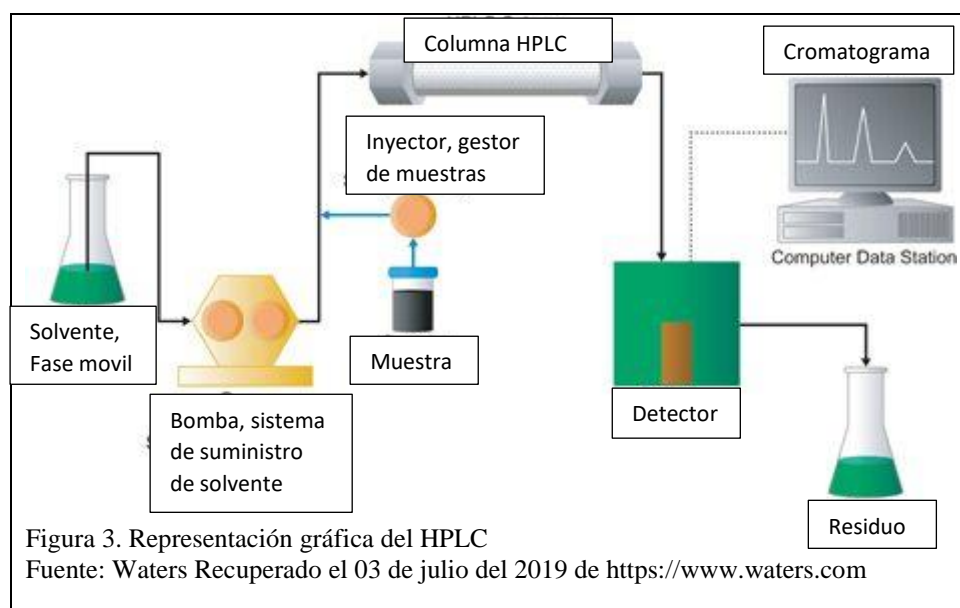 Columna HPLC
Cromatograma
Inyector, gestor
de muestras
Computer Data Station
Solvente,
Fase movil
Muestra
Bomba, sistema
de suministro
de solvente
Detector
Residuo
Figura 3. Representación gráfica del HPLC
Fuente: Waters Recuperado el 03 de julio del 2019 de https://www.waters.com